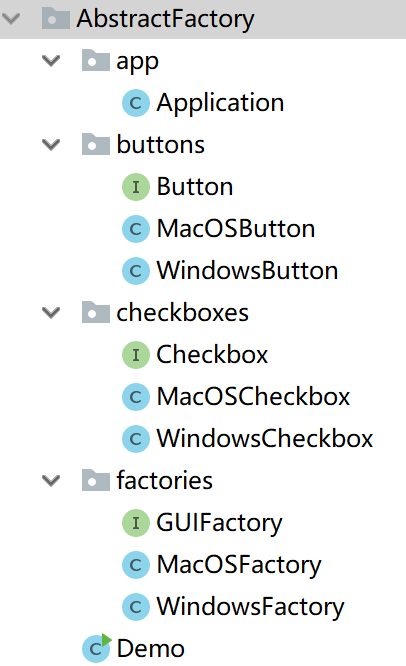 AbstractFactory
app
C Application
buttons
I Button
C MacOSButton
C WindowsButton
checkboxes
I Checkbox
C MacOSCheckbox
C WindowsCheckbox
factories
I GUIFactory
C MacOSFactory
C WindowsFactory
C Demo